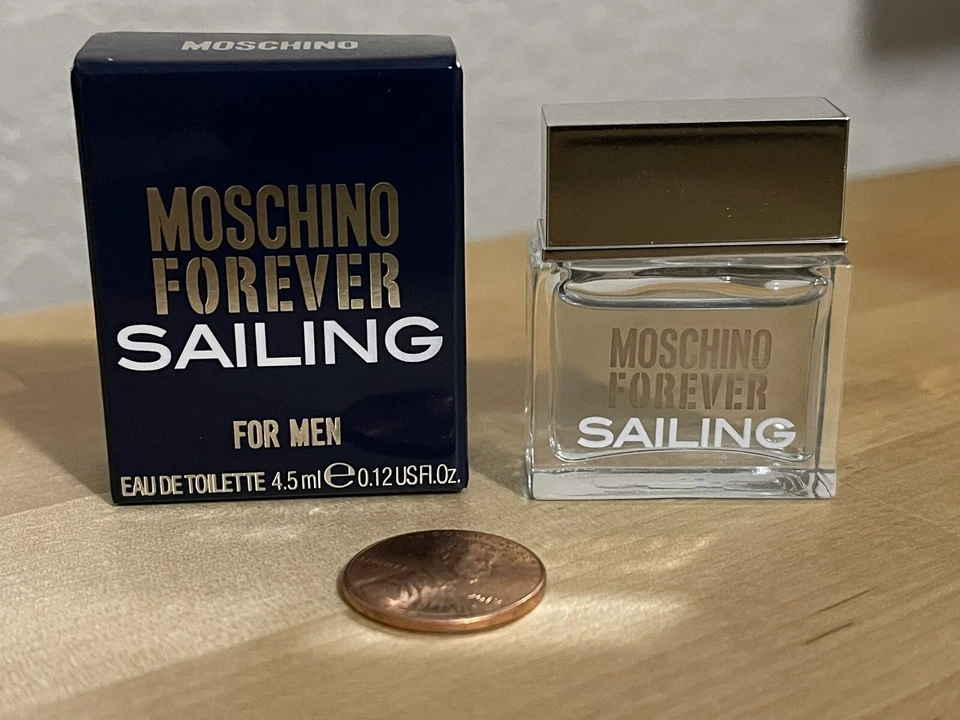 MOSCHINO
MOSCHINO
FOREVER
SAILING
FOR MEN
EAU DE TOILETTE 4.5 ml ℮ 0.12 US Fl.Oz.
MOSCHINO
FOREVER
SAILING